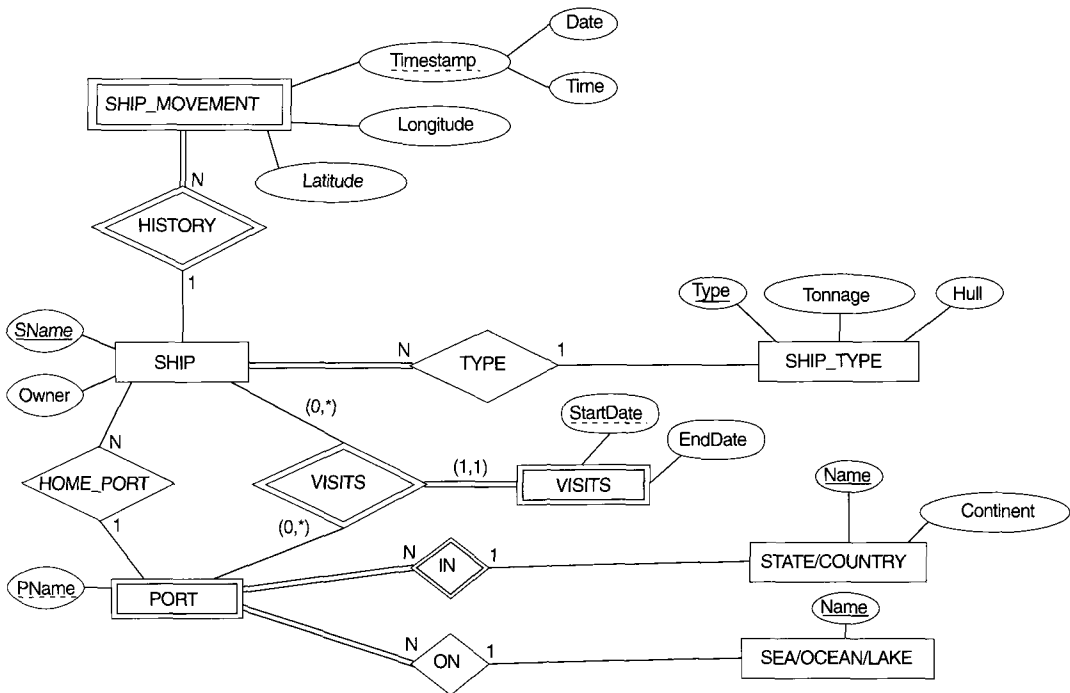 Date
Timestamp
SHIP_MOVEMENT
Time
Longitude
Latitude
N
HISTORY
1
Type
Tonnage
Hull
SName
SHIP
N
TYPE
1
SHIP_TYPE
Owner
(0,*)
StartDate
EndDate
N
HOME_PORT
VISITS
(1,1)
VISITS
Name
Continent
1
(0,*)
N
IN
1
STATE/COUNTRY
PName
PORT
Name
N
ON
1
SEA/OCEAN/LAKE